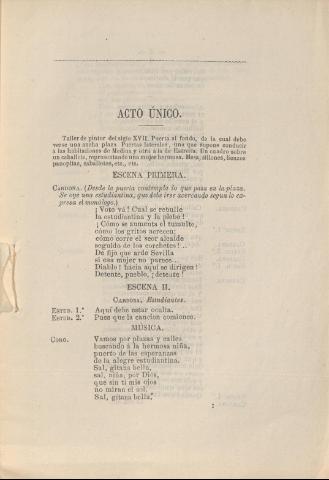 ACTO ÚNICO.
Taller de pintor del siglo XVII. Puerta al fondo, de la cual debe
verse una ancha plaza. Puertas laterales, una que supone conducir
á las habitaciones de Medina y otra á la de Estrella. Un cuadro sobre
un caballete, representando una mujer hermosa. Mesa, sillones, lienzos
panoplias, caballetes, etc., etc.
ESCENA PRIMERA.
CARDONA. (Desde la puerta contempla lo que pasa en la plaza.
Se oye una estudiantina, que debe irse acercando segun lo ex-
presa el monólogo.)
¡Voto vá! Cuál se rebulle
la estudiantina y la plebe!
¡Cómo se aumenta el tumulto,
cómo los gritos acrecen;
cómo corre el seor alcalde
seguido de los corchetes!..
De fijo que arde Sevilla
si esa mujer no parece...
Diablo! hácia aquí se dirigen!
Detente, pueblo, ¡detente!
ESCENA II.
CARDONA, Estudiantes.
ESTUD. 1.° Aquí debe estar oculta.
ESTUD. 2.° Pues que la cancion comience.
MÚSICA.
CORO. Vamos por plazas y calles
buscando á la hermosa niña,
puerto de las esperanzas
de la alegre estudiantina.
Sal, gitana bella,
sal, niña, por Dios,
que sin tí mis ojos
no miran el sol.
Sal, gitana bella,